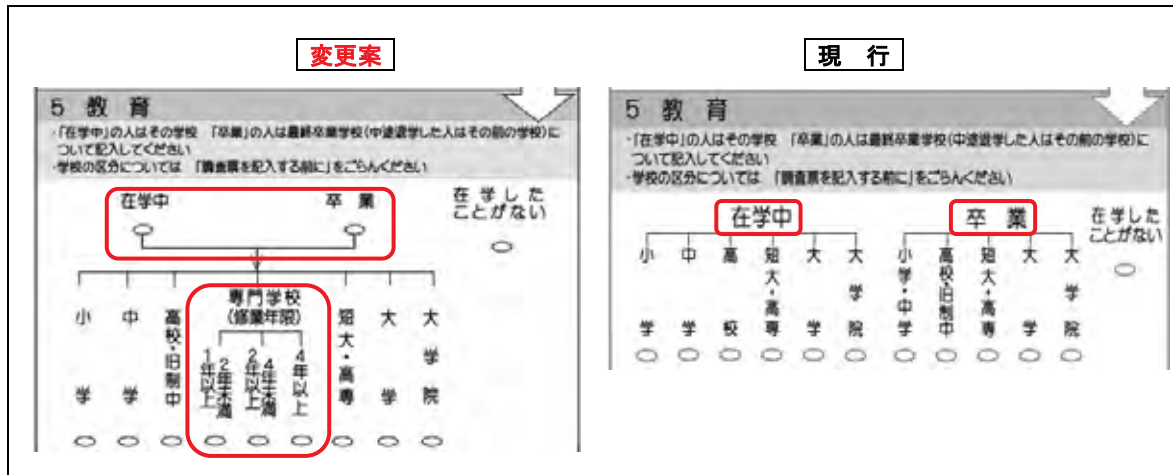 変更案
5 教 育
・「在学中」の人はその学校 「卒業」の人は最終卒業学校(中途退学した人はその前の学校)に
ついて記入してください
・学校の区分については 「調査票を記入する前に」をごらんください
在学中
卒 業
在 学 し た
ことがない
小学
中学
高校・旧制中
専門学校
(修業年限)
1年以上2年未満
2年以上4年未満
4年以上
短大・高専
大学
大学院
現 行
5 教 育
・「在学中」の人はその学校 「卒業」の人は最終卒業学校(中途退学した人はその前の学校)に
ついて記入してください
・学校の区分については 「調査票を記入する前に」をごらんください
在学中
卒 業
在 学 し た
ことがない
小学
中学
高校
短大・高専
大学
大学院
小学・中学
高校・旧制中
短大・高専
大学
大学院